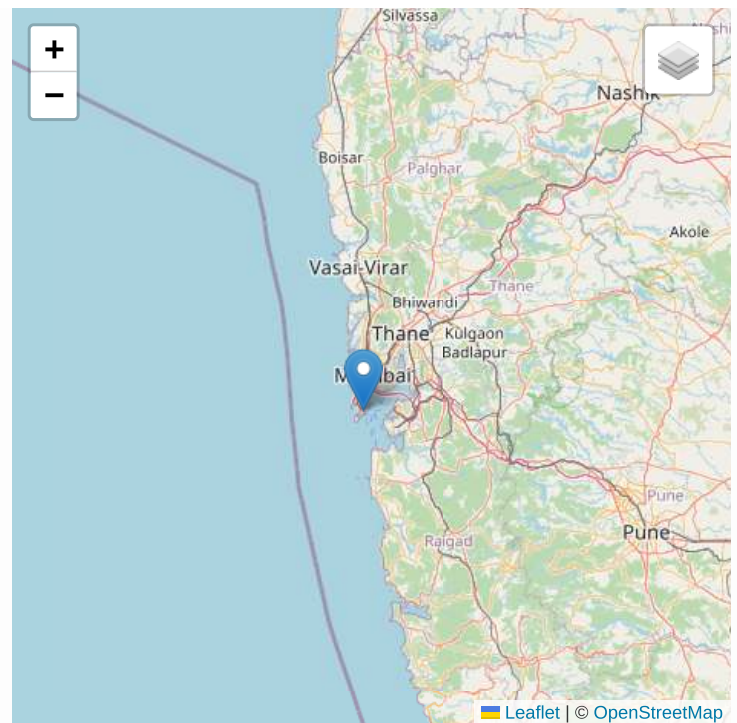 Silvassa
+
−
Nashik
Boisar
Palghar
Akole
Vasai-Virar
Thane
Bhiwandi
Thane
Kulgaon
Badlapur
Pune
Pune
Raigad
Leaflet | © OpenStreetMap